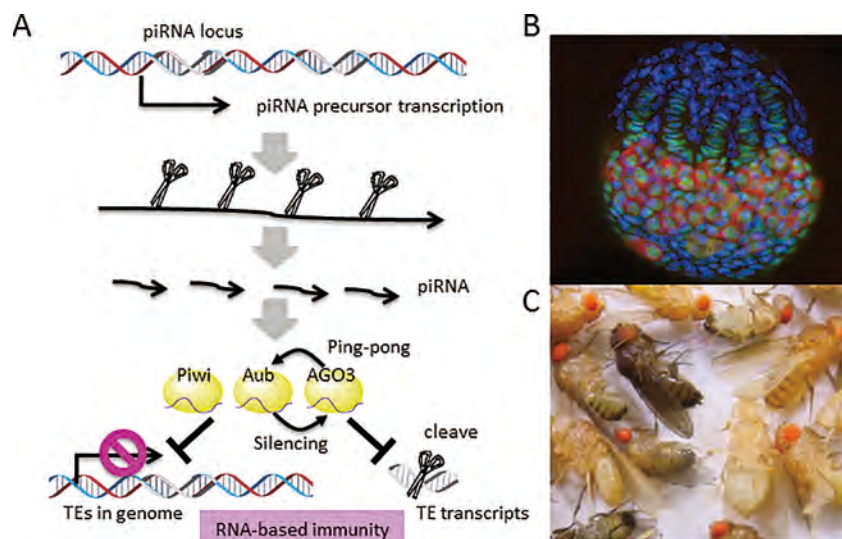 A
piRNA locus
piRNA precursor transcription
piRNA
Ping-pong
Piwi
Aub
AGO3
Silencing
cleave
TEs in genome
TE transcripts
RNA-based immunity
B
C